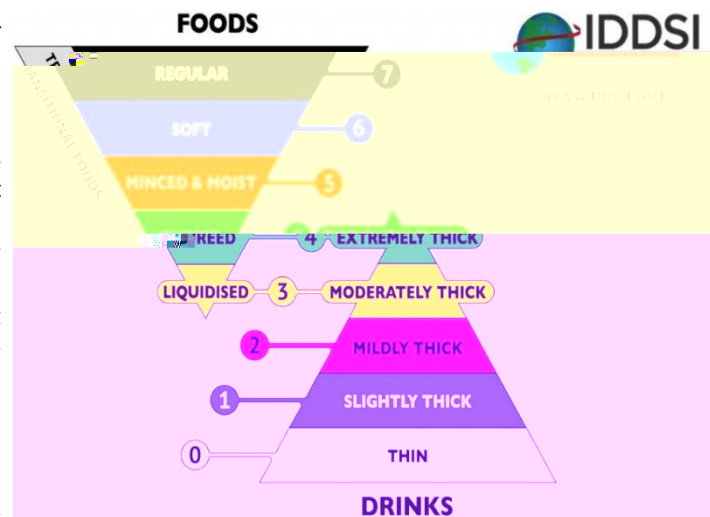 FOODS
IDDSI
REGULAR
7
SOFT
6
MINCED & MOIST
5
4 EXTREMELY THICK
LIQUIDISED 3 MODERATELY THICK
2 MILDLY THICK
1 SLIGHTLY THICK
0 THIN
DRINKS